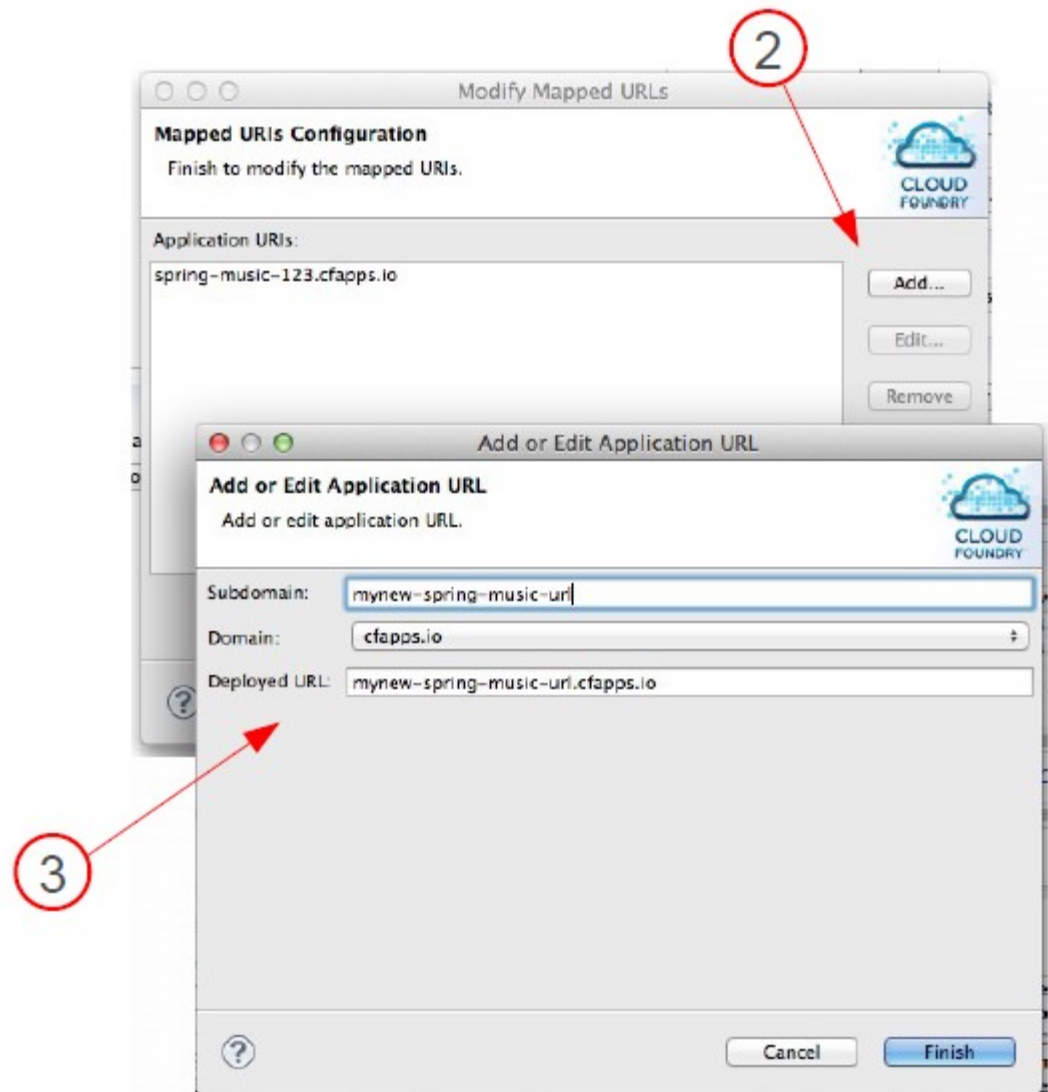 2
Modify Mapped URLs
Mapped URIs Configuration
Finish to modify the mapped URIs.
CLOUD
FOUNDRY
Application URIs:
spring-music-123.cfapps.io
Add...
Edit...
Remove
Add or Edit Application URL
Add or Edit Application URL
Add or edit application URL.
CLOUD
FOUNDRY
Subdomain: mynew-spring-music-url
Domain: cfapps.io
Deployed URL: mynew-spring-music-url.cfapps.io
?
3
? Cancel Finish